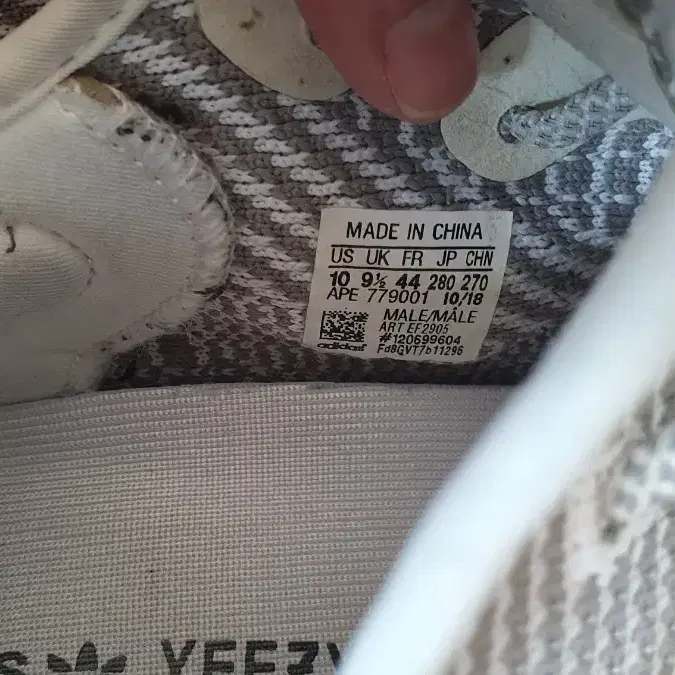 MADE IN CHINA
US UK FR JP CHN
10 9½ 44 280 270
APE 779001 10/18
MALE/MÂLE
ART EF2905
#120699604
adidas Fd8GVT7b11296
YEEZY